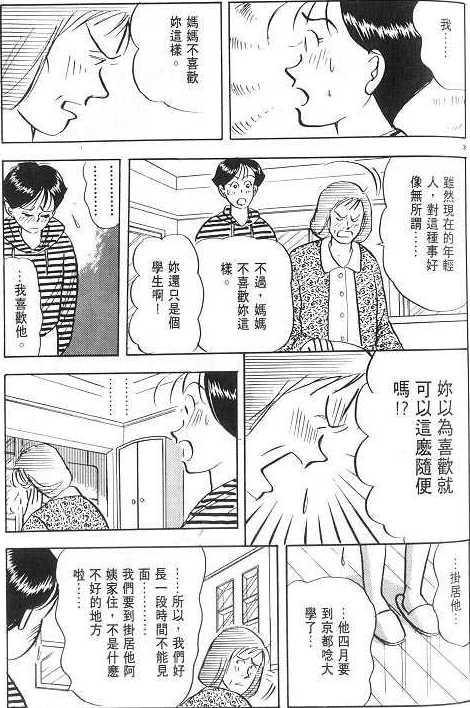 我……
媽媽不喜歡
妳這樣。
3
雖然現在的年輕
人，對這種事好
像無所謂……
不過，媽媽
不喜歡妳這
樣。
妳還只是個
學生啊！
………
………
…我喜歡他。
妳以為喜歡就
可以這麼隨便
嗎!?
……掛居他…
…他四月要
到京都唸大
學了…
……所以，我們好
長一段時間不能見
面……
我們要到掛居他阿
姨家住，不是什麼
不好的地方
啦……